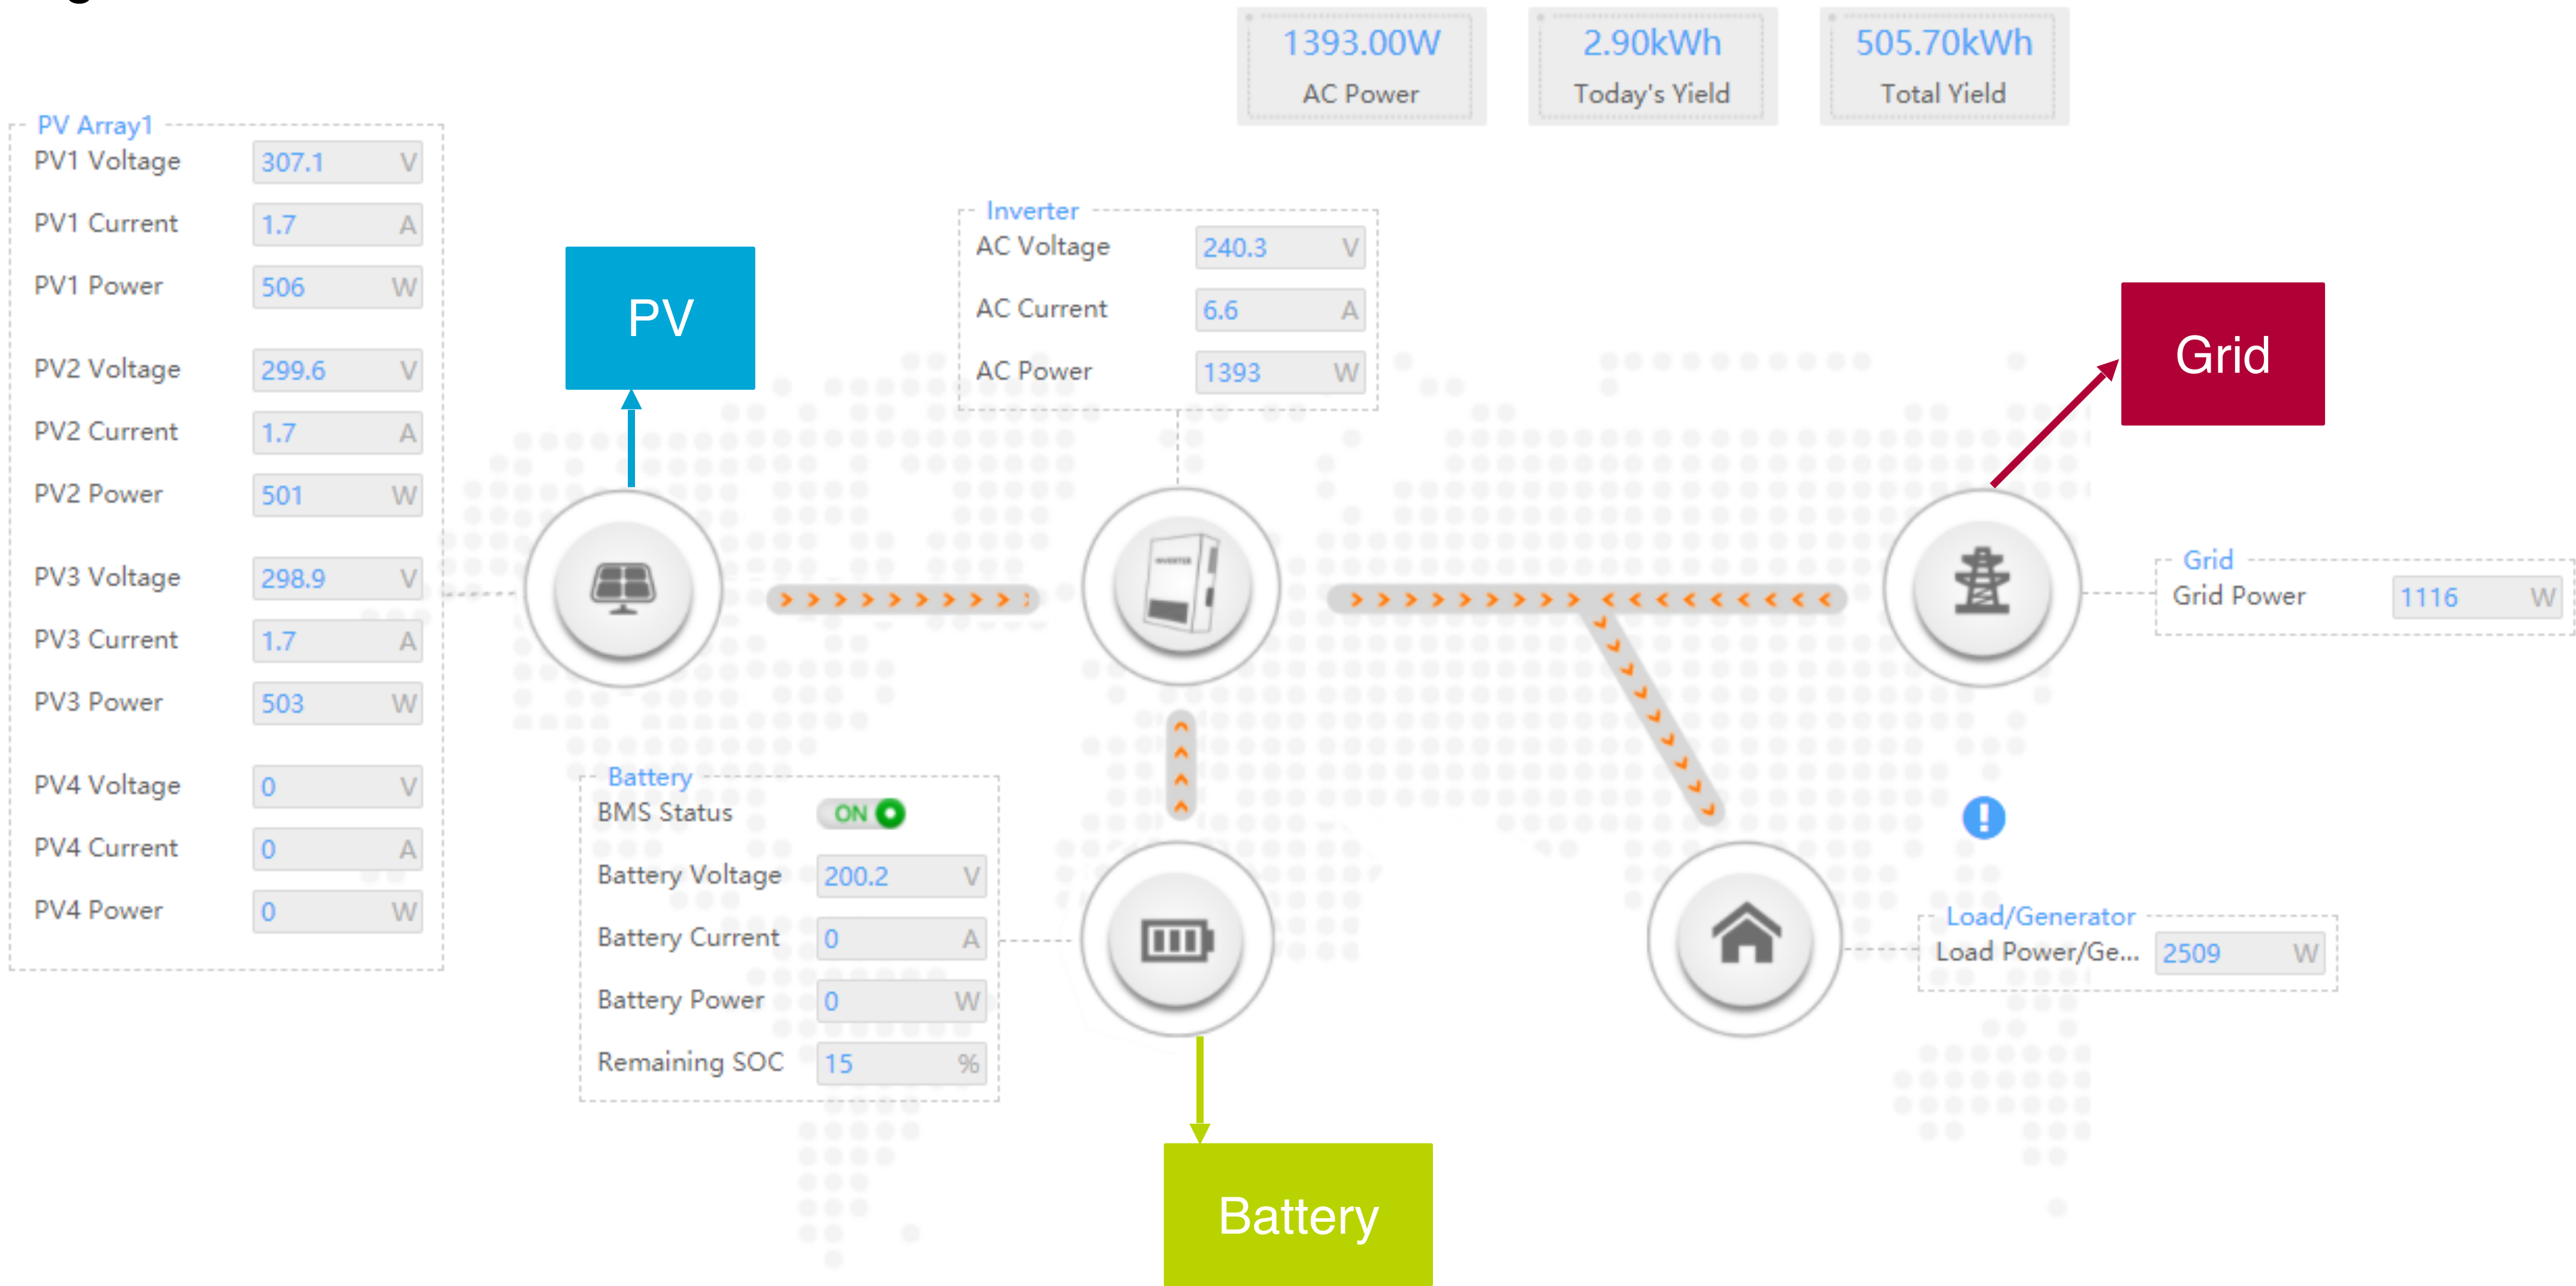 1393.00W
AC Power
2.90kWh
Today's Yield
505.70kWh
Total Yield
PV Array1
PV1 Voltage 307.1 V
PV1 Current 1.7 A
PV1 Power 506 W
PV2 Voltage 299.6 V
PV2 Current 1.7 A
PV2 Power 501 W
PV3 Voltage 298.9 V
PV3 Current 1.7 A
PV3 Power 503 W
PV4 Voltage 0 V
PV4 Current 0 A
PV4 Power 0 W
PV
Inverter
AC Voltage 240.3 V
AC Current 6.6 A
AC Power 1393 W
INVERTER
Grid
Grid
Grid Power 1116 W
Battery
BMS Status ON
Battery Voltage 200.2 V
Battery Current 0 A
Battery Power 0 W
Remaining SOC 15 %
Load/Generator
Load Power/Ge... 2509 W
Battery